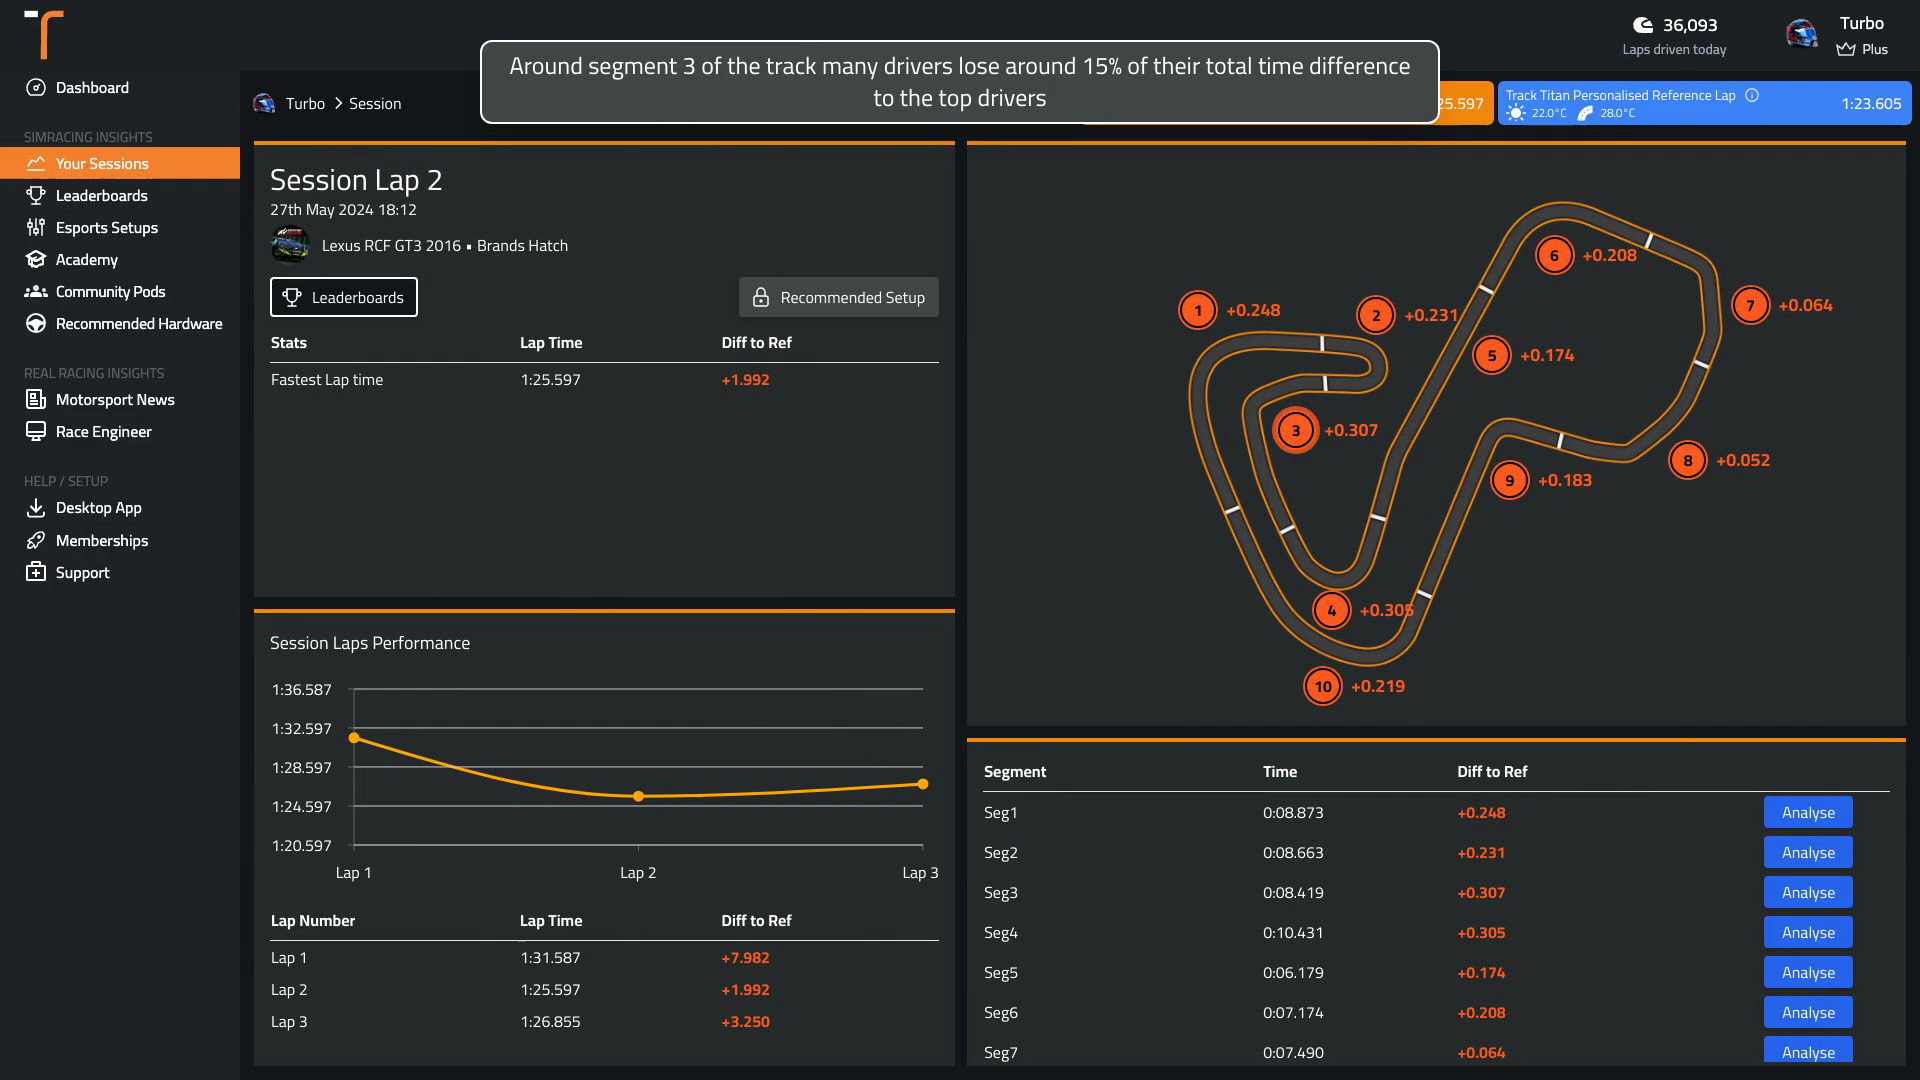 36,093
Laps driven today
Turbo
Plus
Around segment 3 of the track many drivers lose around 15% of their total time difference
to the top drivers
Dashboard
SIMRACING INSIGHTS
Your Sessions
Leaderboards
Esports Setups
Academy
Community Pods
Recommended Hardware
REAL RACING INSIGHTS
Motorsport News
Race Engineer
HELP / SETUP
Desktop App
Memberships
Support
Turbo > Session
25.597
Track Titan Personalised Reference Lap
22.0°C 28.0°C
1:23.605
Session Lap 2
27th May 2024 18:12
Lexus RCF GT3 2016 • Brands Hatch
Leaderboards
Recommended Setup
Stats Lap Time Diff to Ref
Fastest Lap time 1:25.597 +1.992
Session Laps Performance
1:36.587
1:32.597
1:28.597
1:24.597
1:20.597
Lap 1 Lap 2 Lap 3
Lap Number Lap Time Diff to Ref
Lap 1 1:31.587 +7.982
Lap 2 1:25.597 +1.992
Lap 3 1:26.855 +3.250
1 +0.248
2 +0.231
3 +0.307
4 +0.305
5 +0.174
6 +0.208
7 +0.064
8 +0.052
9 +0.183
10 +0.219
Segment Time Diff to Ref
Seg1 0:08.873 +0.248 Analyse
Seg2 0:08.663 +0.231 Analyse
Seg3 0:08.419 +0.307 Analyse
Seg4 0:10.431 +0.305 Analyse
Seg5 0:06.179 +0.174 Analyse
Seg6 0:07.174 +0.208 Analyse
Seg7 0:07.490 +0.064 Analyse